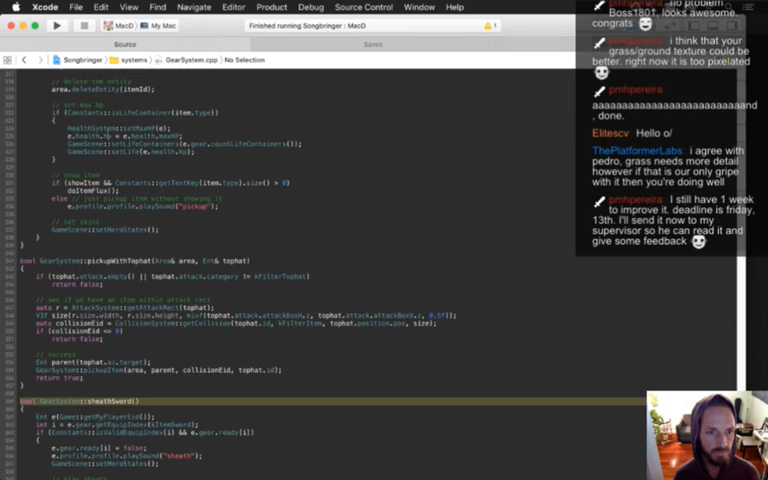 Xcode File Edit View Find Navigate Editor Product Debug Source Control Window Help
MacD My Mac
Finished running Songbringer : MacD
1
Source
Saves
Songbringer systems GearSystem.cpp No Selection
// delete the entity
area.deleteEntity(itemId);
// set max hp
if (Constants::isLifeContainer(item.type))
{
HealthSystem::setMaxHP(e);
e.health.hp = e.health.maxHP;
GameScene::setLifeContainers(e.gear.countLifeContainers());
GameScene::setLife(e.health.hp);
}
// show item
if (showItem && Constants::getTextKey(item.type).size() > 0)
doItemFlux();
else // just pickup item without showing it
e.profile.profile.playSound("pickup");
// set skins
GameScene::setHeroStates();
}
bool GearSystem::pickupWithTophat(Area& area, Ent& tophat)
{
if (tophat.attack.empty() || tophat.attack.category != kFilterTophat)
return false;
// see if we have an item within attack rect
auto r = AttackSystem::getAttackRect(tophat);
V3f size(r.size.width, r.size.height, mixf(tophat.attack.attackBoxV.z, 0.5f));
auto collisionEid = CollisionSystem::getCollision(tophat.id, kFilterItem, tophat.position.pos, size);
if (collisionEid <= 0)
return false;
// success
Ent parent(tophat.ai.target);
GearSystem::pickupItem(area, parent, collisionEid, tophat.id);
return true;
}
bool GearSystem::sheathSword()
{
Ent e(Game::getMyPlayerEid());
int i = e.gear.getEquipIndex(kItemSword);
if (Constants::isValidEquipIndex(i) && e.gear.ready[i])
{
e.gear.ready[i] = false;
e.profile.profile.playSound("sheath");
GameScene::setHeroStates();
no problem
Boss1801, looks awesome
congrats
pmhpereira i think that your
grass/ground texture could be
better. right now it is too pixelated
pmhpereira
aaaaaaaaaaaaaaaaaaaaaaaaaand
, done.
Elitescv Hello o/
ThePlatformerLabs i agree with
pedro, grass needs more detail
however if that is our only gripe
with it then you're doing well
pmhpereira I still have 1 week
to improve it. deadline is friday,
13th. I'll send it now to my
supervisor so he can read it and
give some feedback